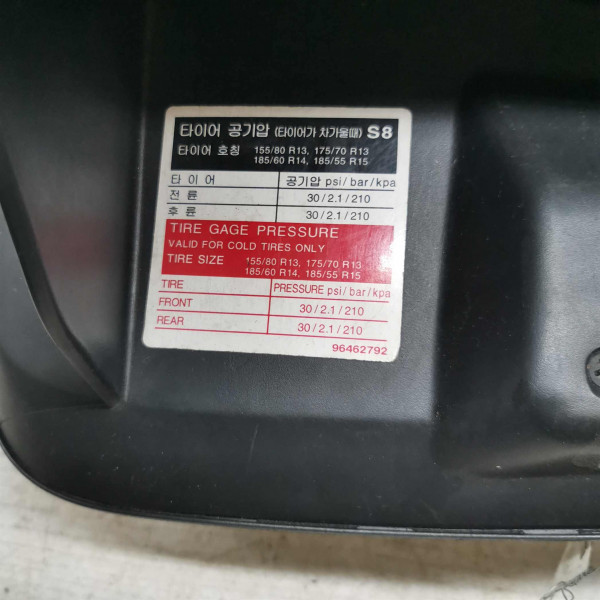 타이어 공기압 (타이어가 차가울때) S8
타이어 호칭 155/80 R13, 175/70 R13
185/60 R14, 185/55 R15
타 이 어 공기압 psi/bar/kpa
전 륜 30/2.1/210
후 륜 30/2.1/210
TIRE GAGE PRESSURE
VALID FOR COLD TIRES ONLY
TIRE SIZE 155/80 R13, 175/70 R13
185/60 R14, 185/55 R15
TIRE PRESSURE psi/bar/kpa
FRONT 30/2.1/210
REAR 30/2.1/210
96462792